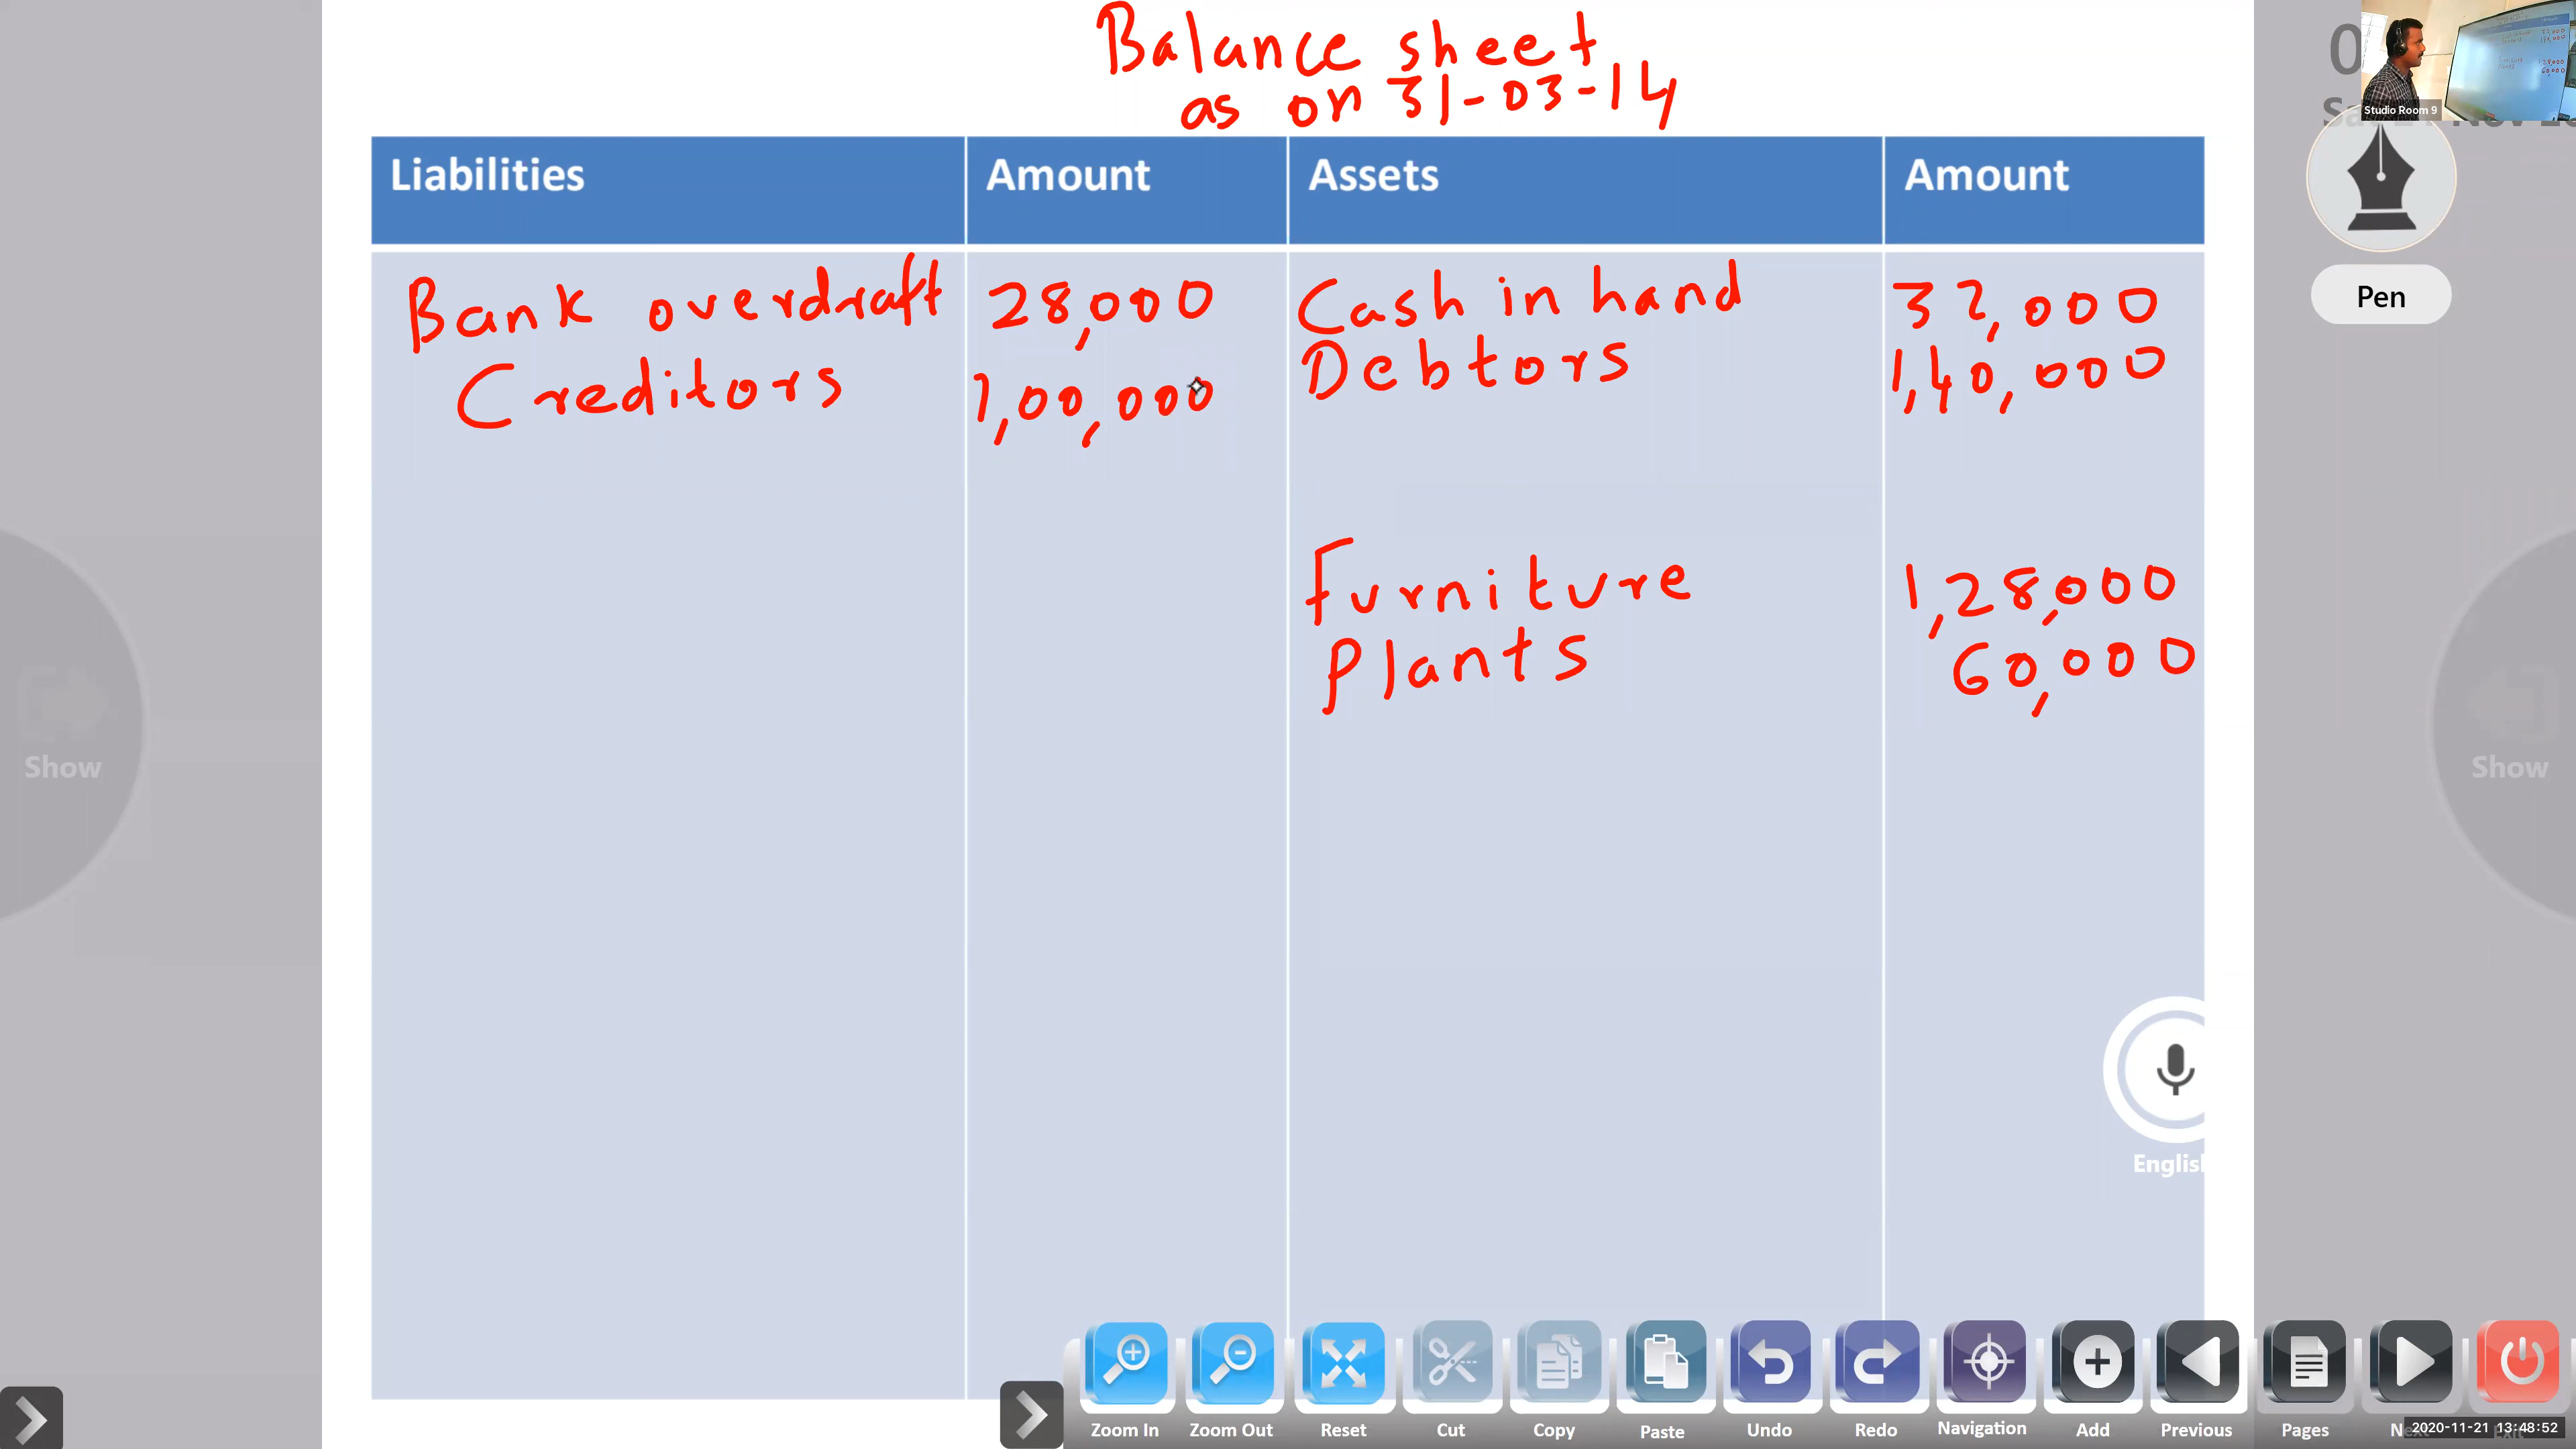 Balance sheet
as on 31-03-14
Liabilities Amount Assets Amount
Bank overdraft 28,000 Cash in hand 32,000
Creditors 1,00,000 Debtors 1,40,000
Furniture 1,28,000
Plants 60,000
Studio Room 9
Pen
Show
Show
Zoom In Zoom Out Reset Cut Copy Paste Undo Redo Navigation Add Previous Pages
2020-11-21 13:48:52